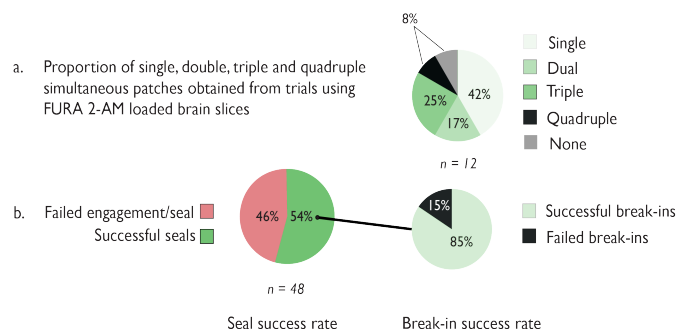 8%
a. Proportion of single, double, triple and quadruple
simultaneous patches obtained from trials using
FURA 2-AM loaded brain slices
42%
17%
25%
Single
Dual
Triple
Quadruple
None
n = 12
b. Failed engagement/seal
Successful seals
46% 54%
15%
85%
Successful break-ins
Failed break-ins
n = 48
Seal success rate
Break-in success rate